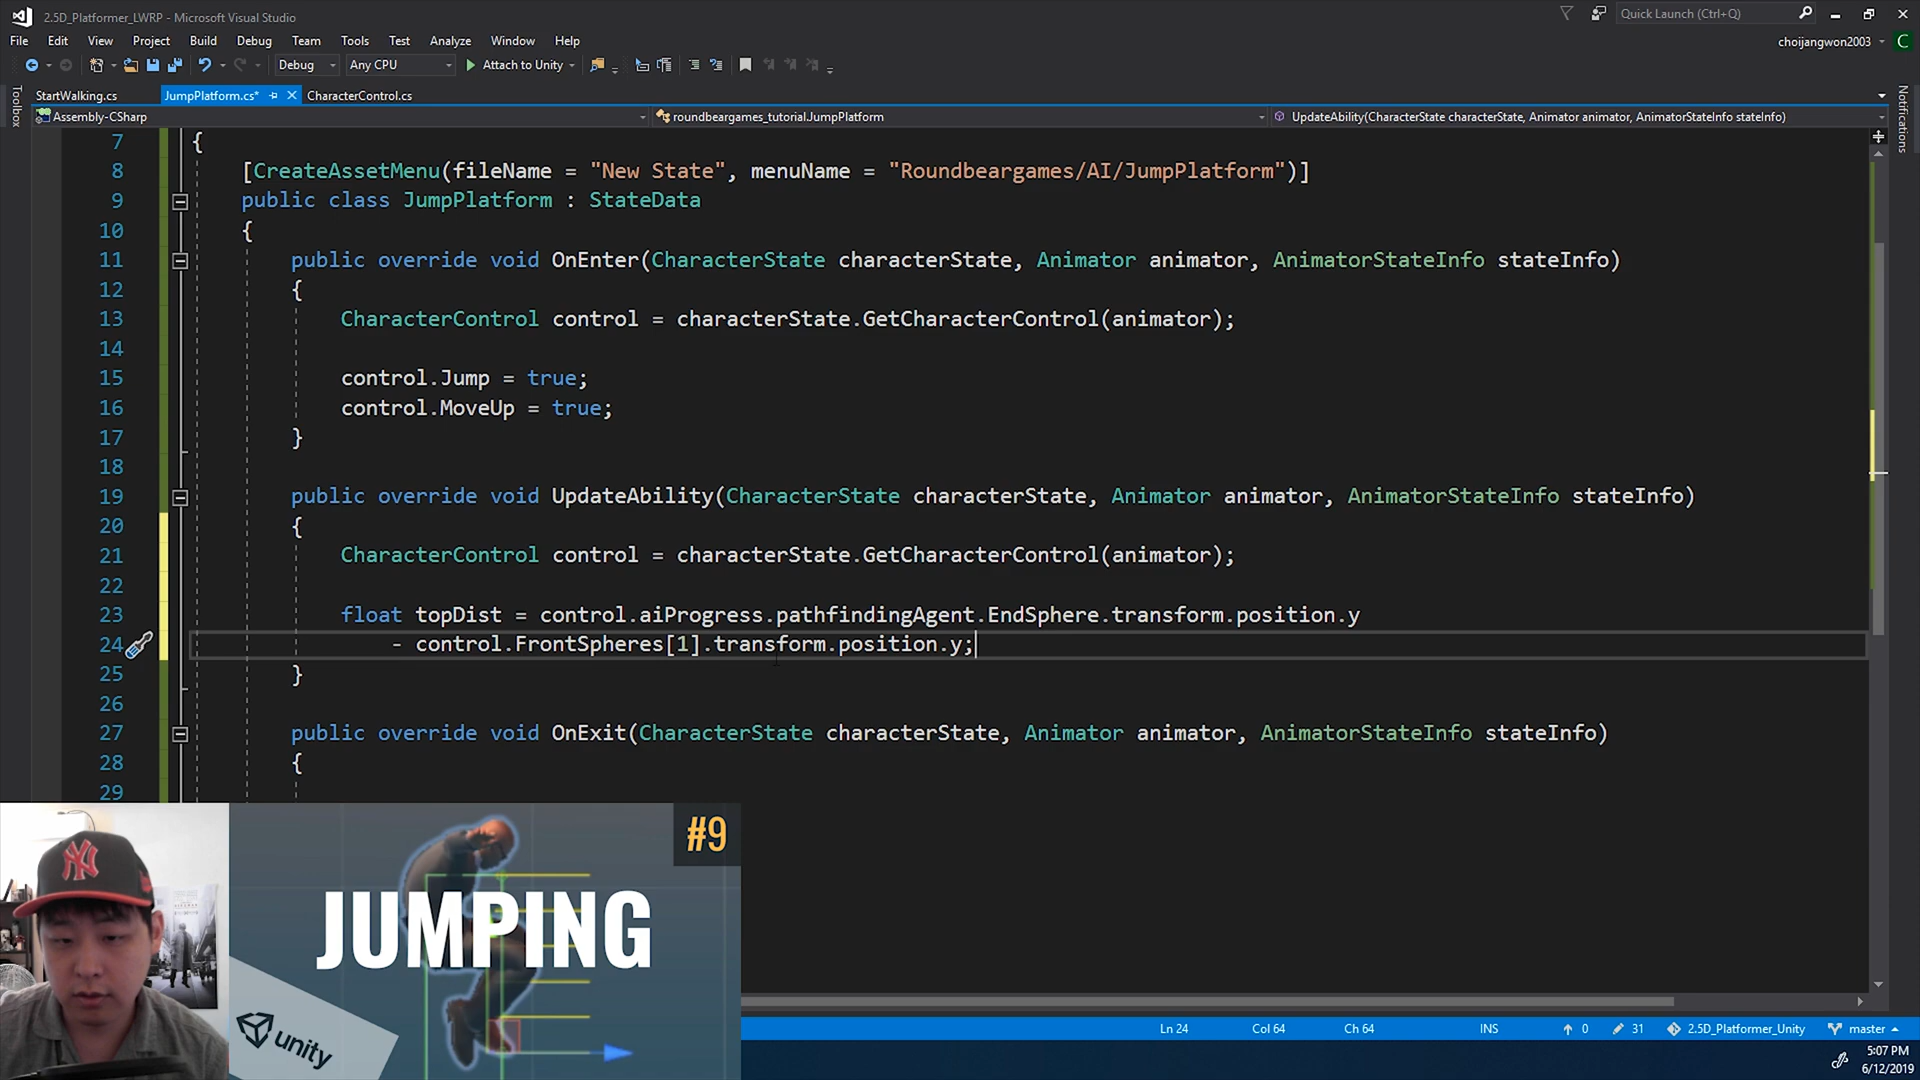 2.5D_Platformer_LWRP - Microsoft Visual Studio
Quick Launch (Ctrl+Q)
File Edit View Project Build Debug Team Tools Test Analyze Window Help
choijangwon2003 C
Debug Any CPU Attach to Unity
Toolbox
Notifications
StartWalking.cs JumpPlatform.cs* CharacterControl.cs
Assembly-CSharp roundbeargames_tutorial.JumpPlatform UpdateAbility(CharacterState characterState, Animator animator, AnimatorStateInfo stateInfo)
7 {
8 [CreateAssetMenu(fileName = "New State", menuName = "Roundbeargames/AI/JumpPlatform")]
9 public class JumpPlatform : StateData
10 {
11 public override void OnEnter(CharacterState characterState, Animator animator, AnimatorStateInfo stateInfo)
12 {
13 CharacterControl control = characterState.GetCharacterControl(animator);
14
15 control.Jump = true;
16 control.MoveUp = true;
17 }
18
19 public override void UpdateAbility(CharacterState characterState, Animator animator, AnimatorStateInfo stateInfo)
20 {
21 CharacterControl control = characterState.GetCharacterControl(animator);
22
23 float topDist = control.aiProgress.pathfindingAgent.EndSphere.transform.position.y
24 - control.FrontSpheres[1].transform.position.y;
25 }
26
27 public override void OnExit(CharacterState characterState, Animator animator, AnimatorStateInfo stateInfo)
28 {
29
#9
JUMPING
unity
Ln 24 Col 64 Ch 64 INS 0 31 2.5D_Platformer_Unity master
5:07 PM
6/12/2019